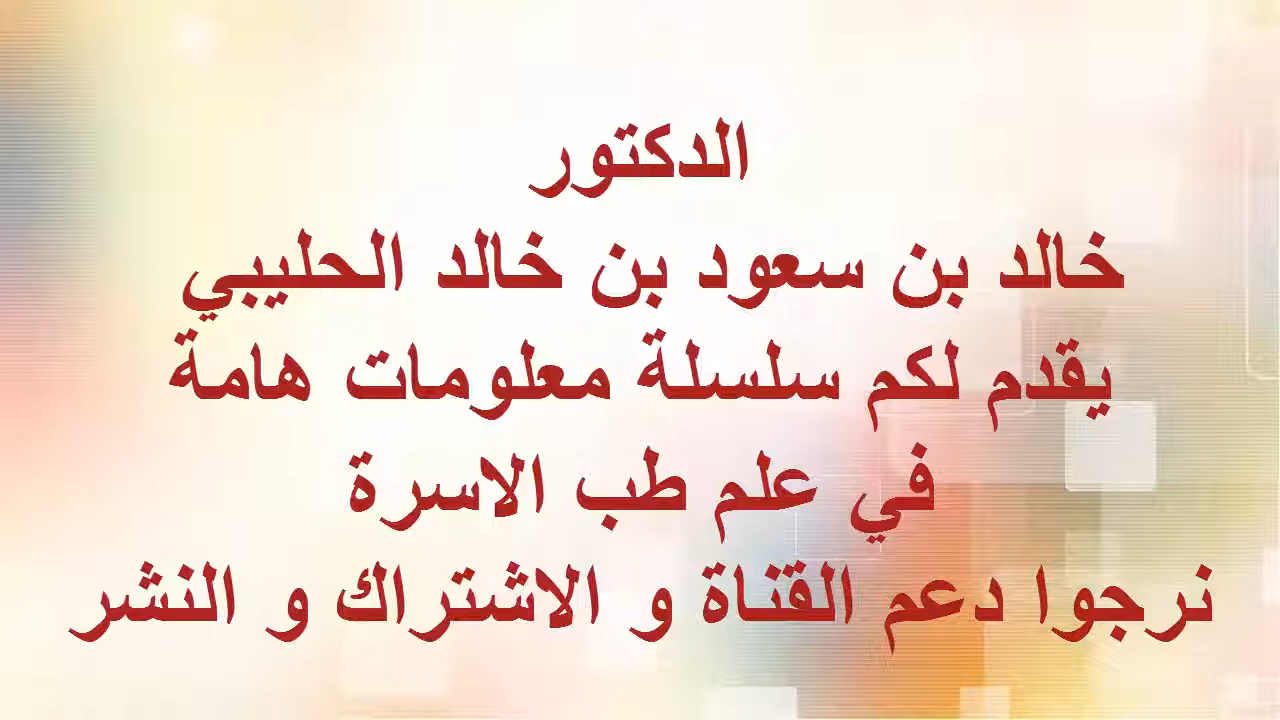 الدكتور
خالد بن سعود بن خالد الحليبي
يقدم لكم سلسلة معلومات هامة
في علم طب الاسرة
نرجوا دعم القناة و الاشتراك و النشر